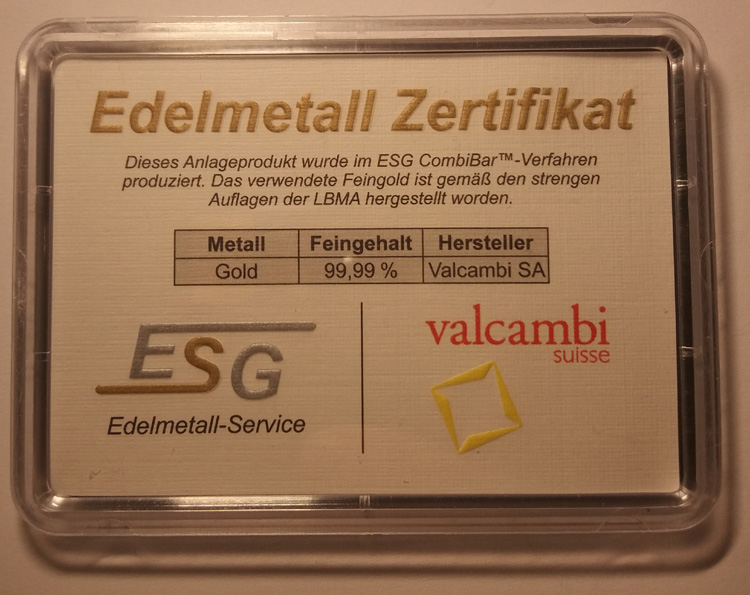 Edelmetall Zertifikat
Dieses Anlageprodukt wurde im ESG CombiBar™-Verfahren
produziert. Das verwendete Feingold ist gemäß den strengen
Auflagen der LBMA hergestellt worden.
Metall Feingehalt Hersteller
Gold 99,99 % Valcambi SA
ESG
Edelmetall-Service
valcambi
suisse